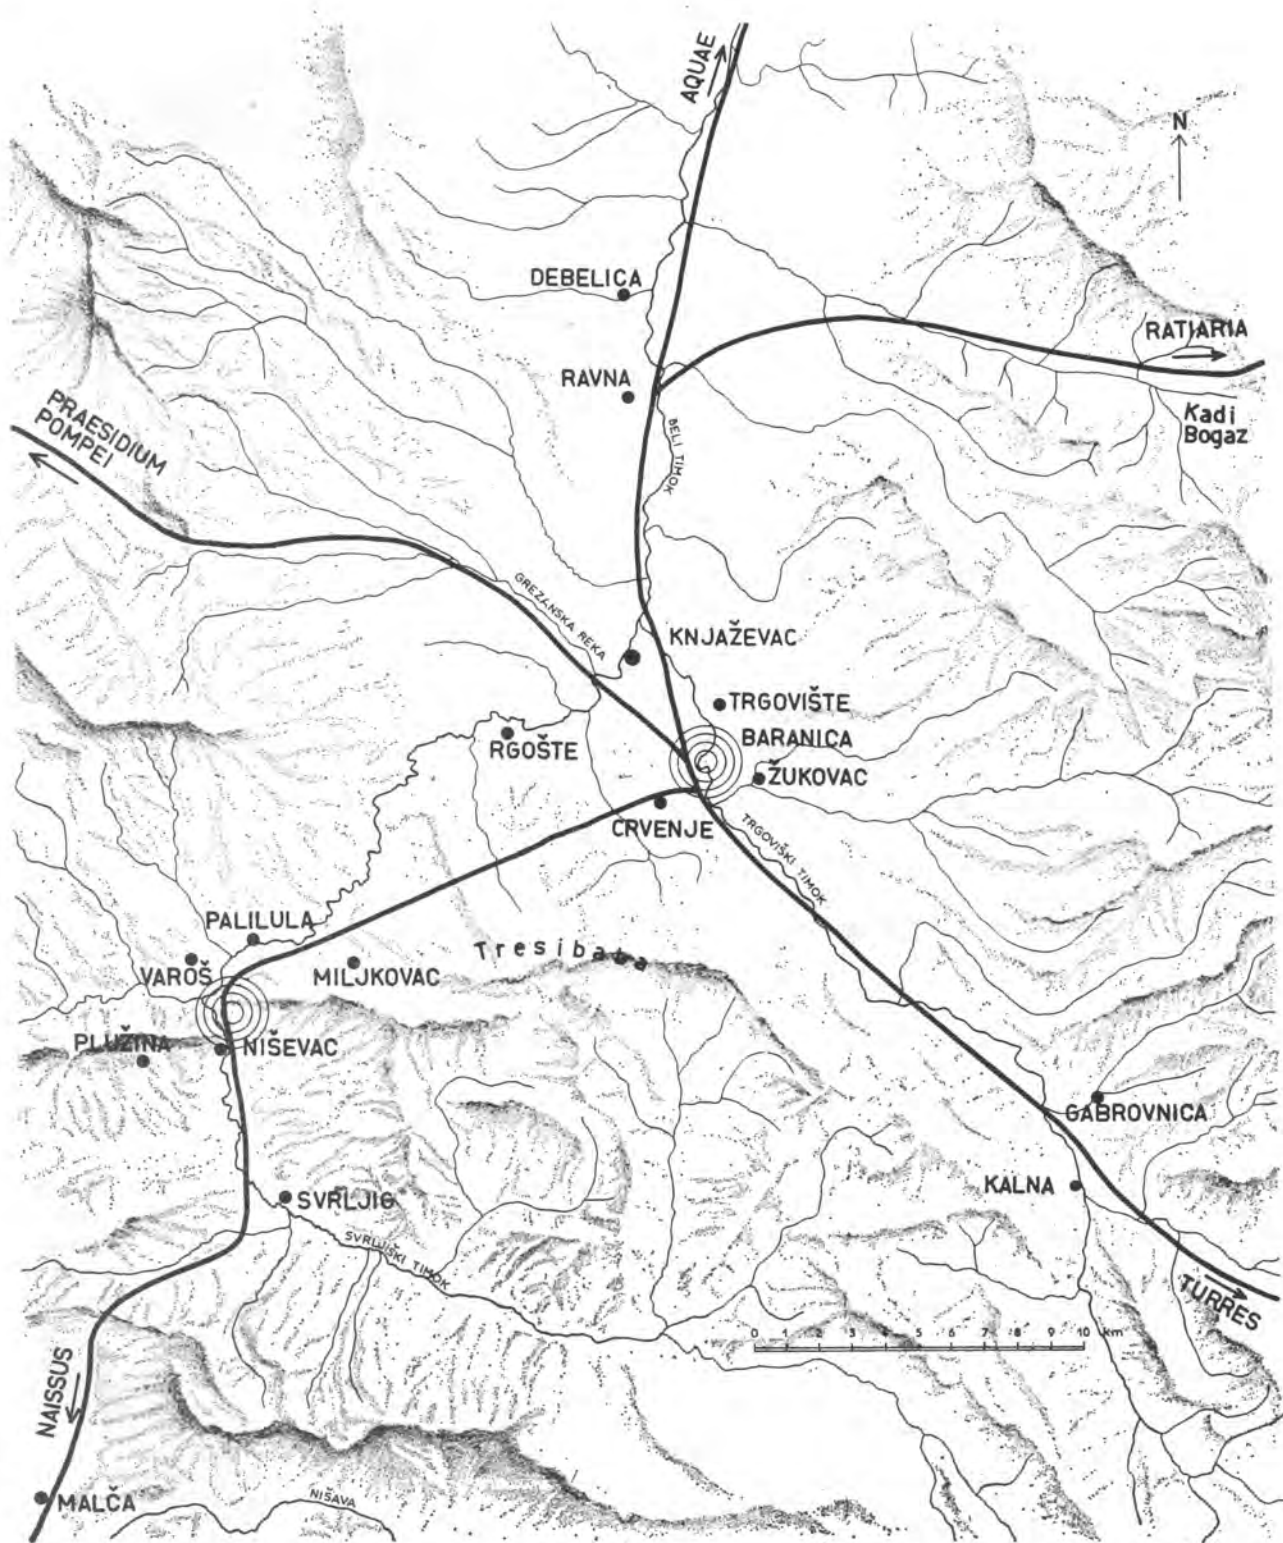 AQUAE
N
DEBELICA
RATIARIA
RAVNA
Kadi
Bogaz
PRAESIDIUM
POMPEI
BELI TIMOK
GREZANSKA REKA
KNJAŽEVAC
TRGOVIŠTE
BARANICA
RGOŠTE
ŽUKOVAC
CRVENJE
TRGOVIŠKI TIMOK
PALILULA
Tresibaba
VAROŠ
MILJKOVAC
PLUŽINA
NIŠEVAC
GABROVNICA
KALNA
SVRLJIG
SVRLJIŠKI TIMOK
TURRES
0 1 2 3 4 5 6 7 8 9 10 km
NAISSUS
MALČA
NIŠAVA